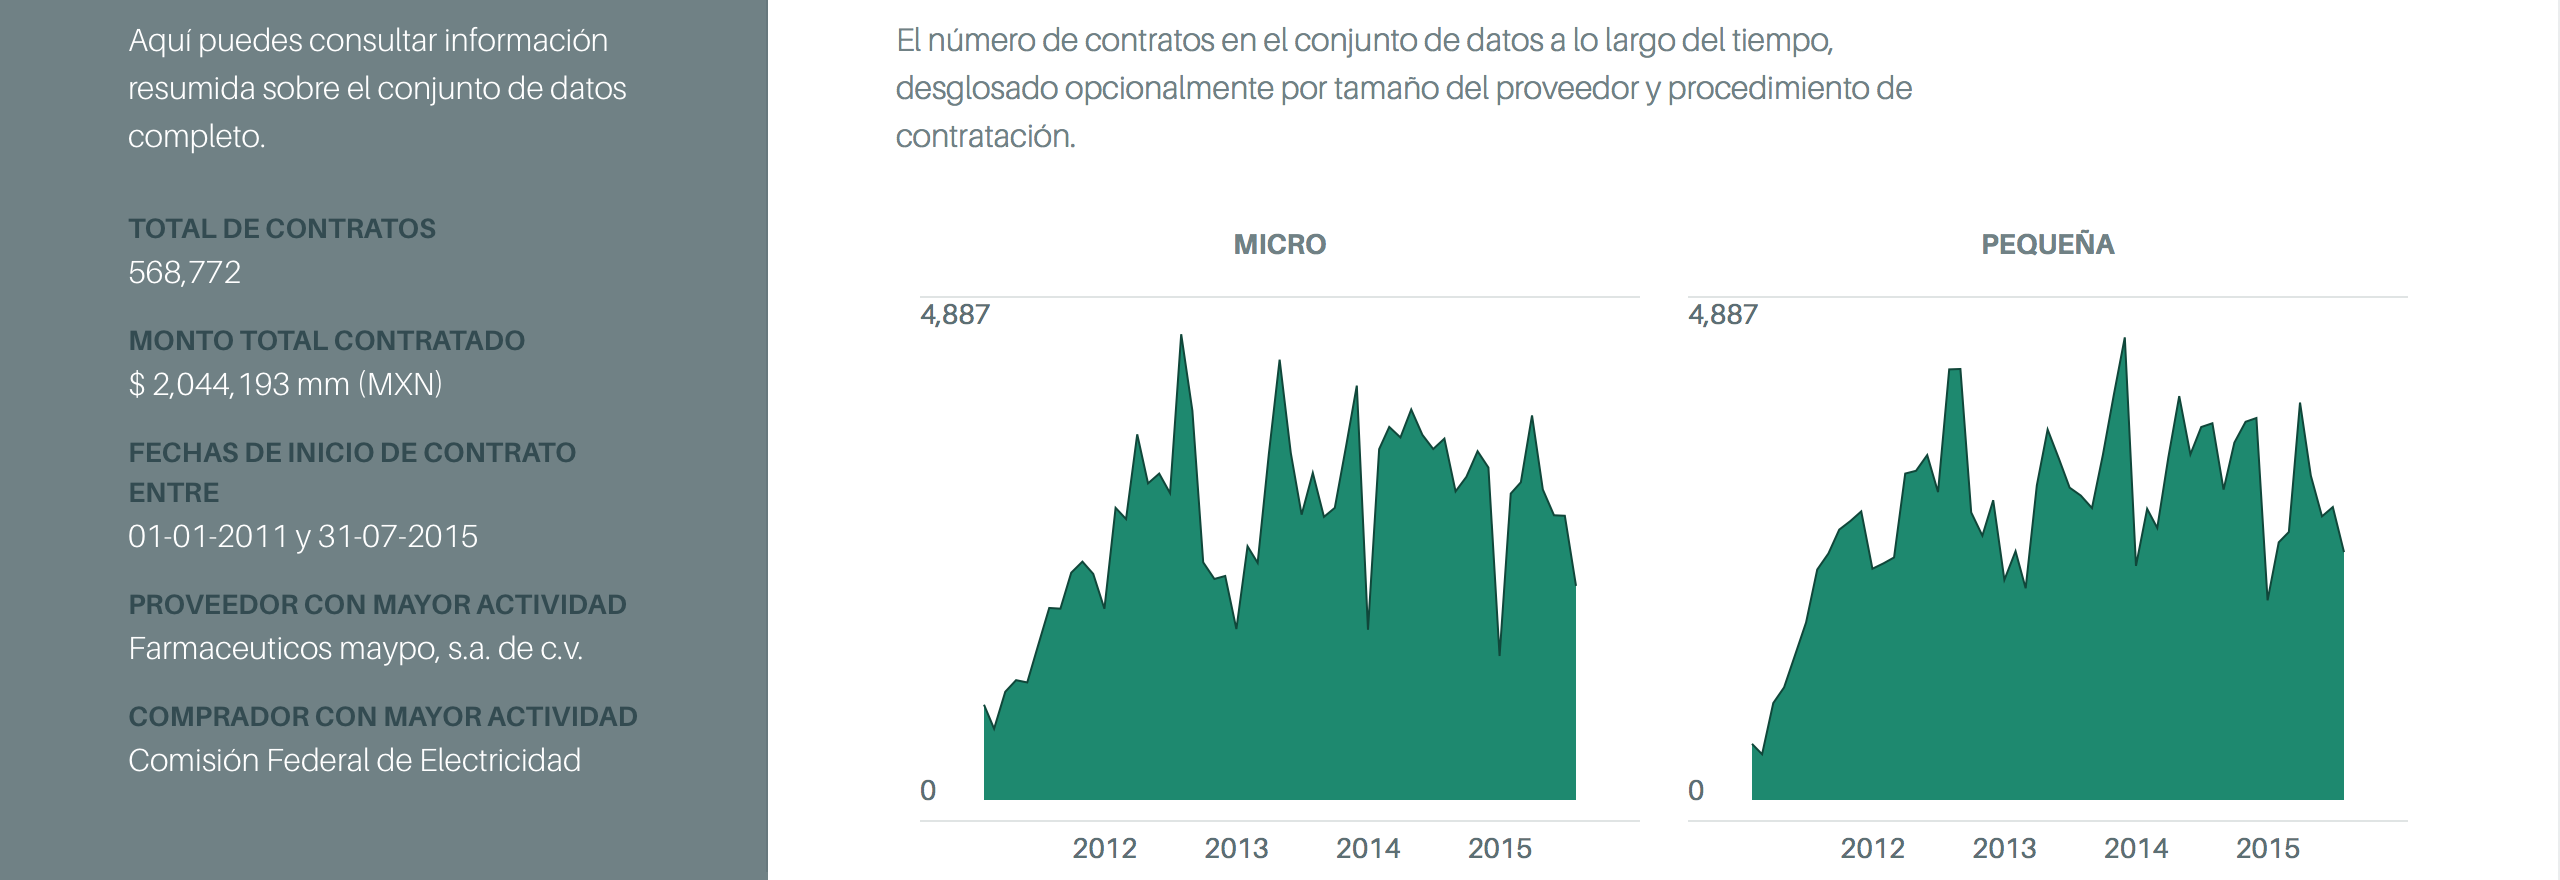 Aquí puedes consultar información
resumida sobre el conjunto de datos
completo.
TOTAL DE CONTRATOS
568,772
MONTO TOTAL CONTRATADO
$ 2,044,193 mm (MXN)
FECHAS DE INICIO DE CONTRATO
ENTRE
01-01-2011 y 31-07-2015
PROVEEDOR CON MAYOR ACTIVIDAD
Farmaceuticos maypo, s.a. de c.v.
COMPRADOR CON MAYOR ACTIVIDAD
Comisión Federal de Electricidad
El número de contratos en el conjunto de datos a lo largo del tiempo,
desglosado opcionalmente por tamaño del proveedor y procedimiento de
contratación.
MICRO
4,887
0
2012 2013 2014 2015
PEQUEÑA
4,887
0
2012 2013 2014 2015